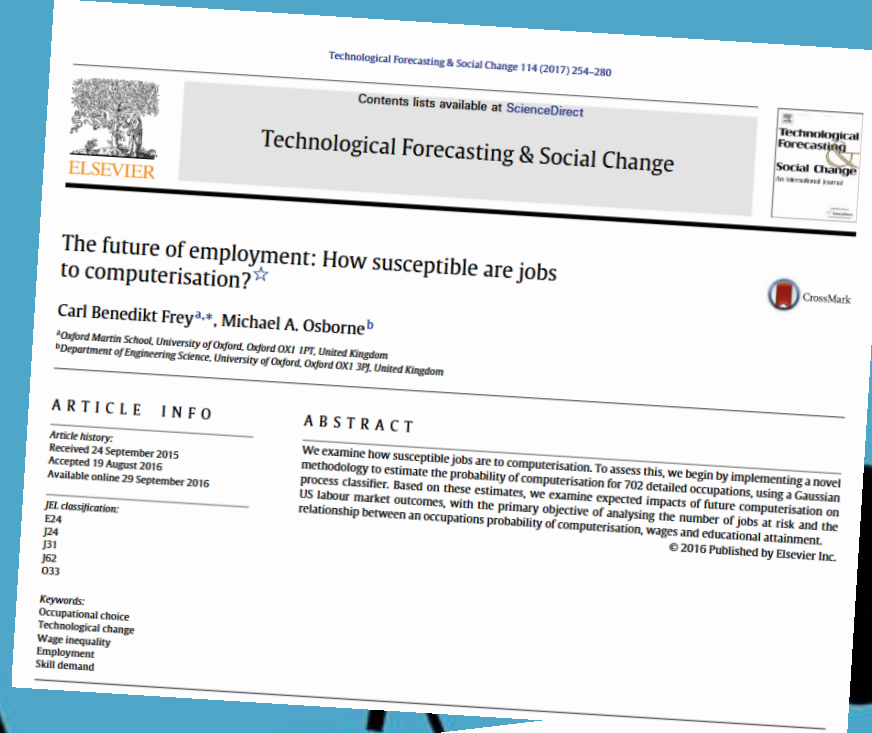 Technological Forecasting & Social Change 114 (2017) 254–280
Contents lists available at ScienceDirect
Technological Forecasting & Social Change
ELSEVIER
Technological
Forecasting
&
Social Change
An International Journal
The future of employment: How susceptible are jobs
to computerisation?☆
CrossMark
Carl Benedikt Frey a,*, Michael A. Osborne b
a Oxford Martin School, University of Oxford, Oxford OX1 1PT, United Kingdom
b Department of Engineering Science, University of Oxford, Oxford OX1 3PJ, United Kingdom
ARTICLE INFO
Article history:
Received 24 September 2015
Accepted 19 August 2016
Available online 29 September 2016
JEL classification:
E24
J24
J31
J62
O33
Keywords:
Occupational choice
Technological change
Wage inequality
Employment
Skill demand
ABSTRACT
We examine how susceptible jobs are to computerisation. To assess this, we begin by implementing a novel
methodology to estimate the probability of computerisation for 702 detailed occupations, using a Gaussian
process classifier. Based on these estimates, we examine expected impacts of future computerisation on
US labour market outcomes, with the primary objective of analysing the number of jobs at risk and the
relationship between an occupations probability of computerisation, wages and educational attainment.
© 2016 Published by Elsevier Inc.